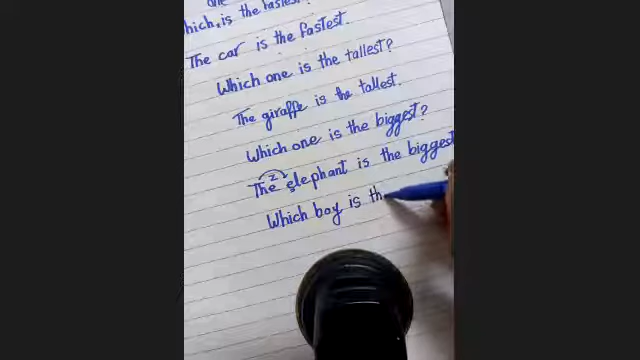 one
which, is the fastest?
The car is the fastest.
Which one is the tallest?
The giraffe is the tallest.
Which one is the biggest?
The elephant is the biggest
Which boy is th